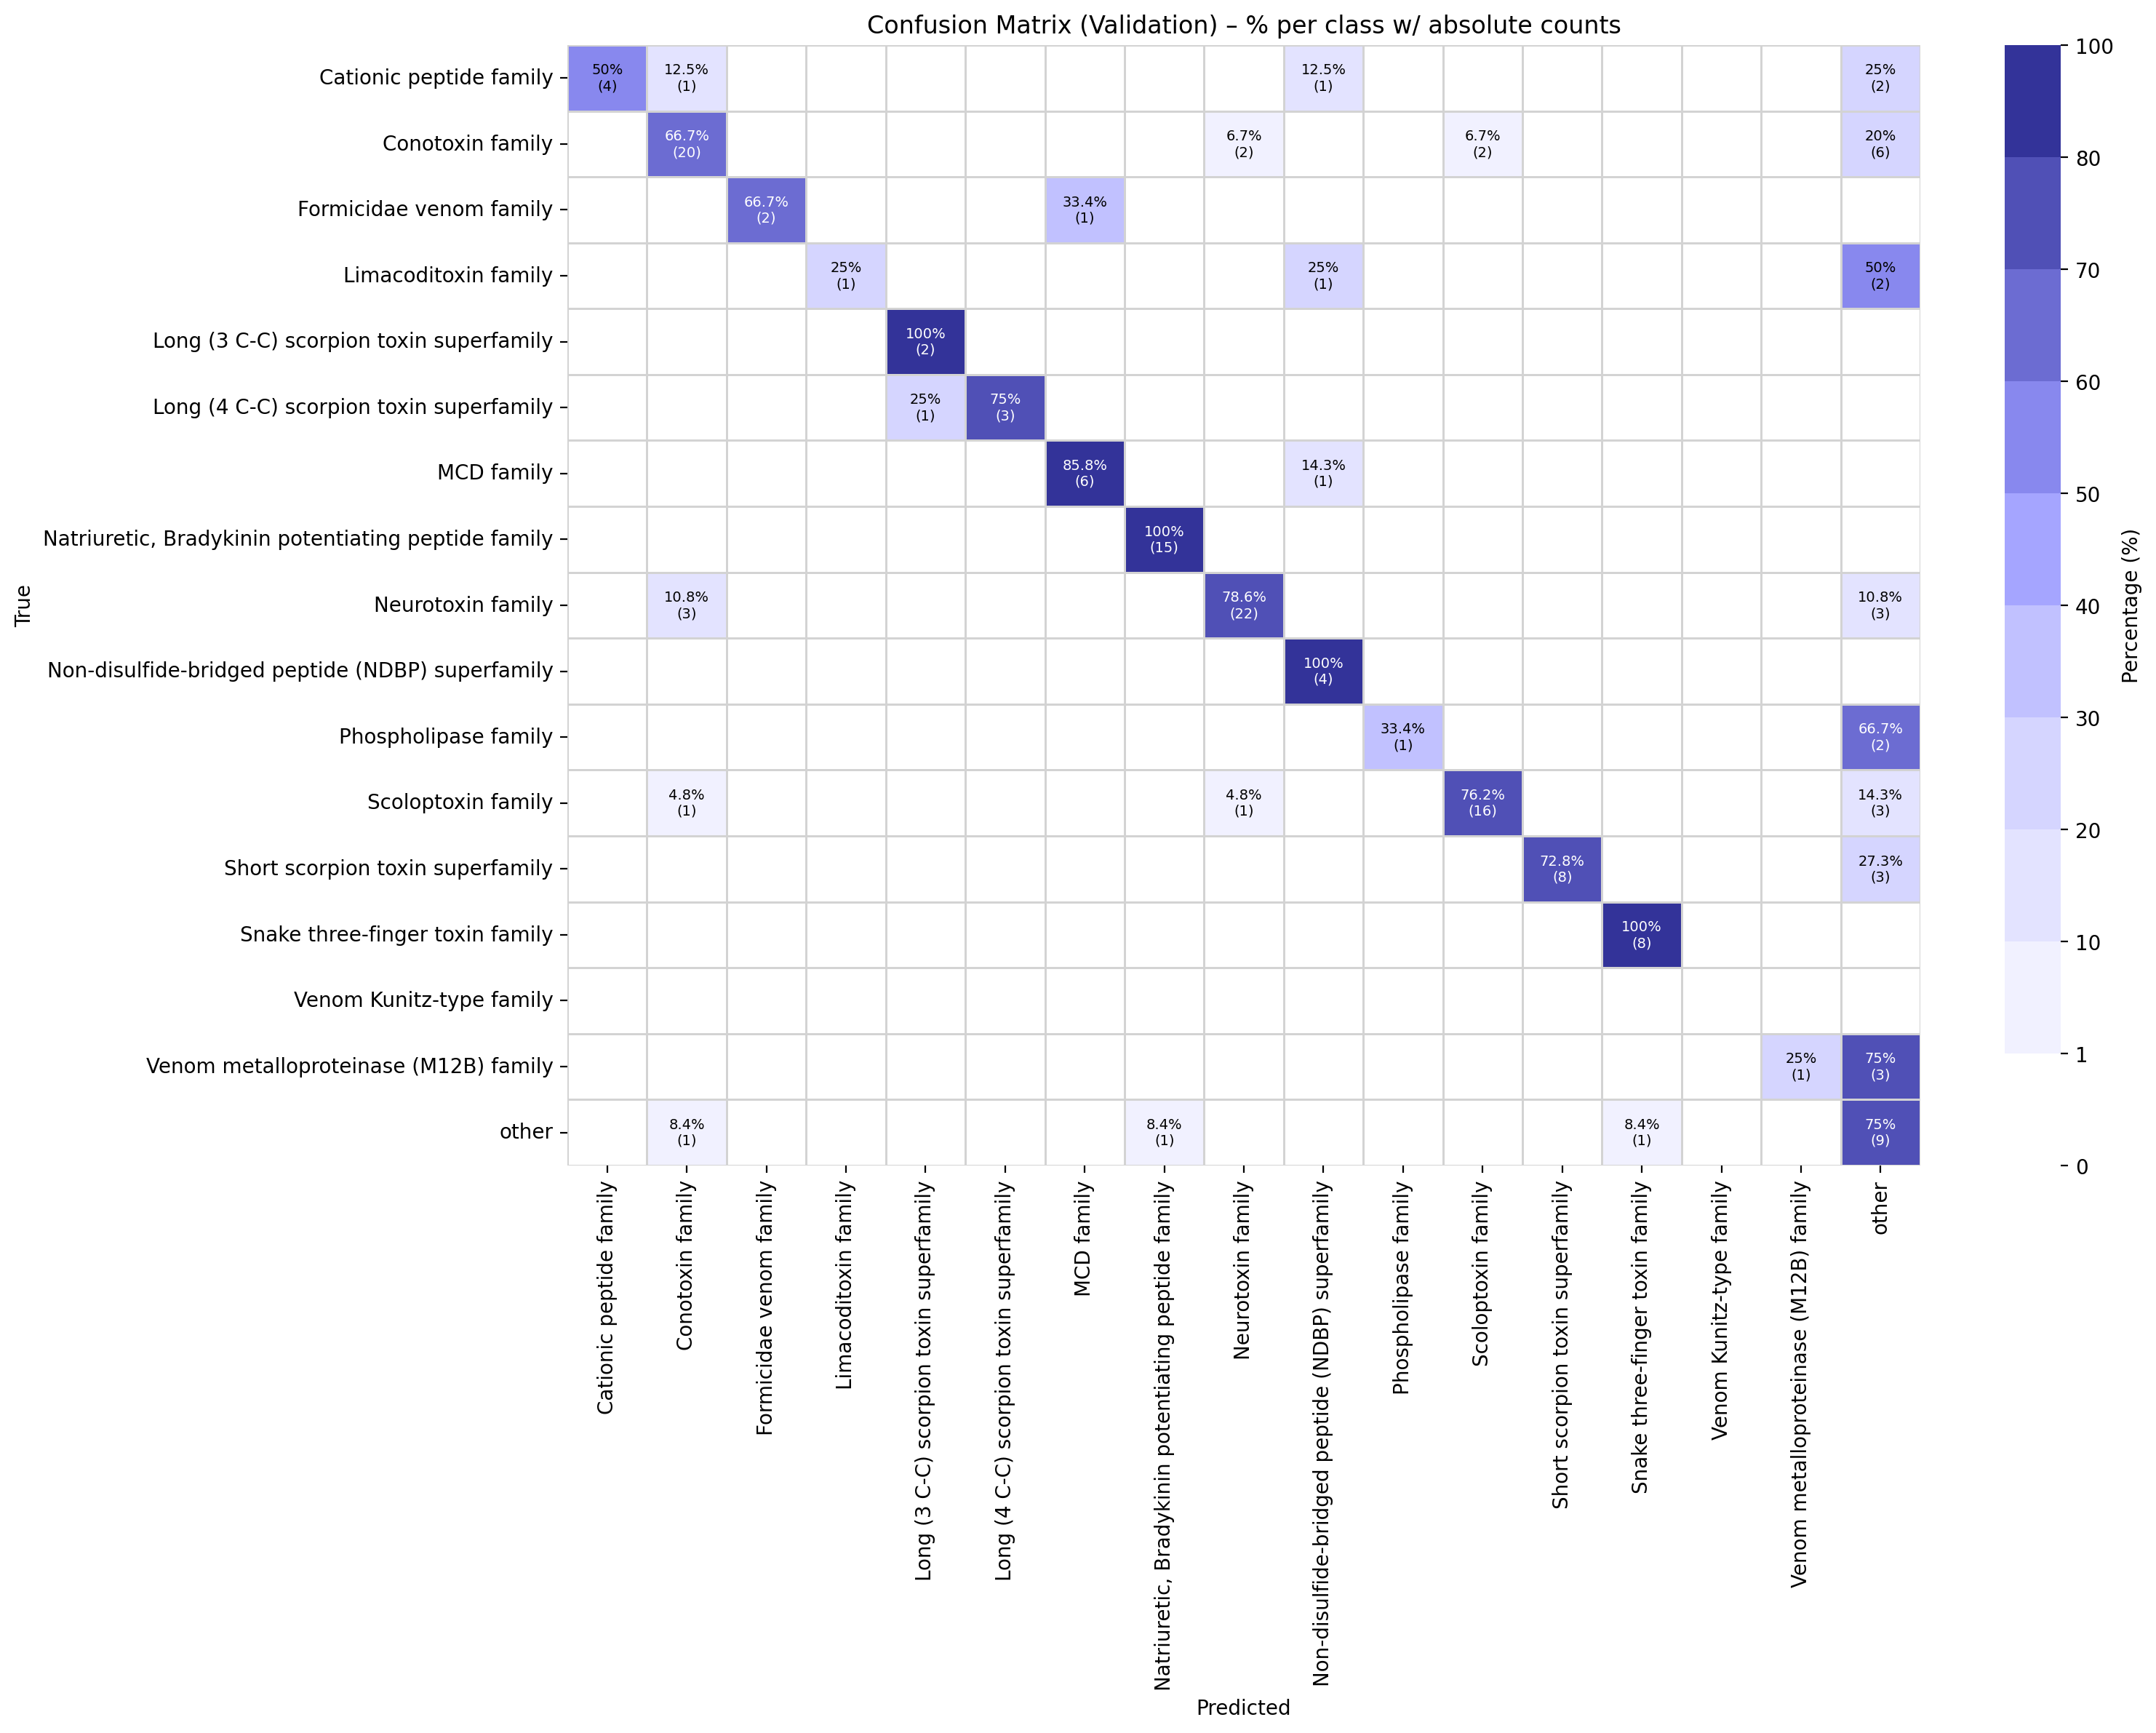 Confusion Matrix (Validation) – % per class w/ absolute counts
True
Cationic peptide family
50%
(4)
12.5%
(1)
12.5%
(1)
25%
(2)
Conotoxin family
66.7%
(20)
6.7%
(2)
6.7%
(2)
20%
(6)
Formicidae venom family
66.7%
(2)
33.4%
(1)
Limacoditoxin family
25%
(1)
25%
(1)
50%
(2)
Long (3 C-C) scorpion toxin superfamily
100%
(2)
Long (4 C-C) scorpion toxin superfamily
25%
(1)
75%
(3)
MCD family
85.8%
(6)
14.3%
(1)
Natriuretic, Bradykinin potentiating peptide family
100%
(15)
Neurotoxin family
10.8%
(3)
78.6%
(22)
10.8%
(3)
Non-disulfide-bridged peptide (NDBP) superfamily
100%
(4)
Phospholipase family
33.4%
(1)
66.7%
(2)
Scoloptoxin family
4.8%
(1)
4.8%
(1)
76.2%
(16)
14.3%
(3)
Short scorpion toxin superfamily
72.8%
(8)
27.3%
(3)
Snake three-finger toxin family
100%
(8)
Venom Kunitz-type family
Venom metalloproteinase (M12B) family
25%
(1)
75%
(3)
other
8.4%
(1)
8.4%
(1)
8.4%
(1)
75%
(9)
Cationic peptide family
Conotoxin family
Formicidae venom family
Limacoditoxin family
Long (3 C-C) scorpion toxin superfamily
Long (4 C-C) scorpion toxin superfamily
MCD family
Natriuretic, Bradykinin potentiating peptide family
Neurotoxin family
Non-disulfide-bridged peptide (NDBP) superfamily
Phospholipase family
Scoloptoxin family
Short scorpion toxin superfamily
Snake three-finger toxin family
Venom Kunitz-type family
Venom metalloproteinase (M12B) family
other
Predicted
100
80
70
60
50
40
30
20
10
1
0
Percentage (%)